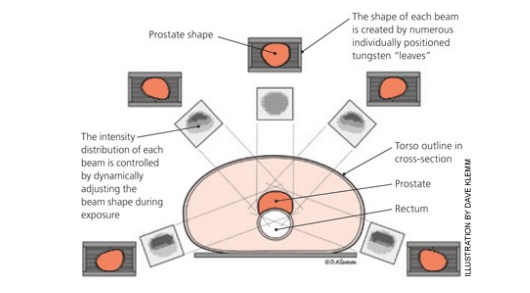 The shape of each beam
is created by numerous
individually positioned
tungsten “leaves”
Prostate shape
The intensity
distribution of each
beam is controlled
by dynamically
adjusting the
beam shape during
exposure
Torso outline in
cross-section
Prostate
Rectum
©D.Klemm
ILLUSTRATION BY DAVE KLEMM